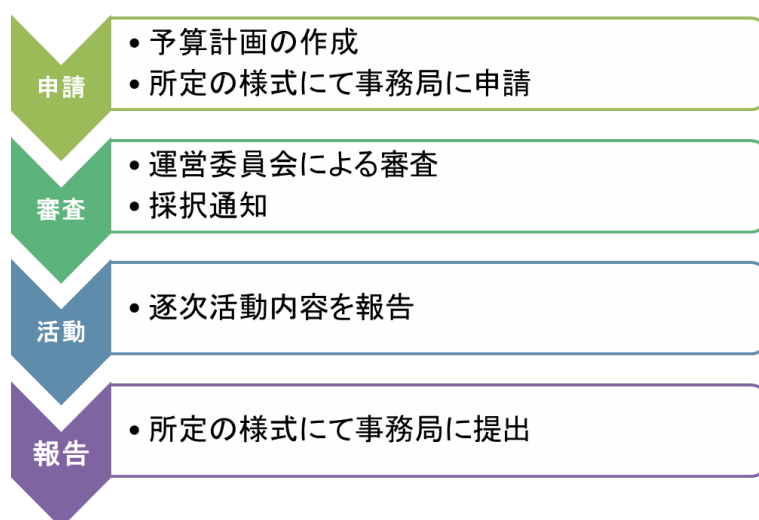 申請
• 予算計画の作成
• 所定の様式にて事務局に申請
審査
• 運営委員会による審査
• 採択通知
活動
• 逐次活動内容を報告
報告
• 所定の様式にて事務局に提出